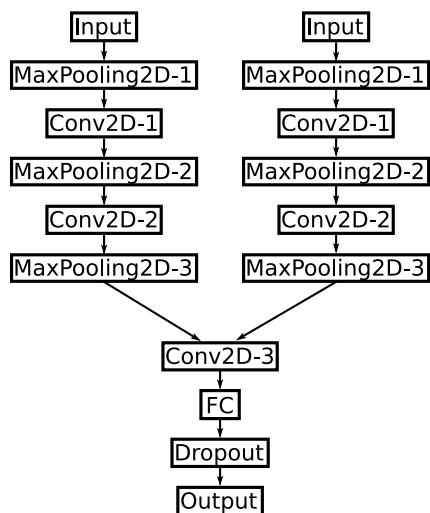 Input
Input
MaxPooling2D-1
MaxPooling2D-1
Conv2D-1
Conv2D-1
MaxPooling2D-2
MaxPooling2D-2
Conv2D-2
Conv2D-2
MaxPooling2D-3
MaxPooling2D-3
Conv2D-3
FC
Dropout
Output